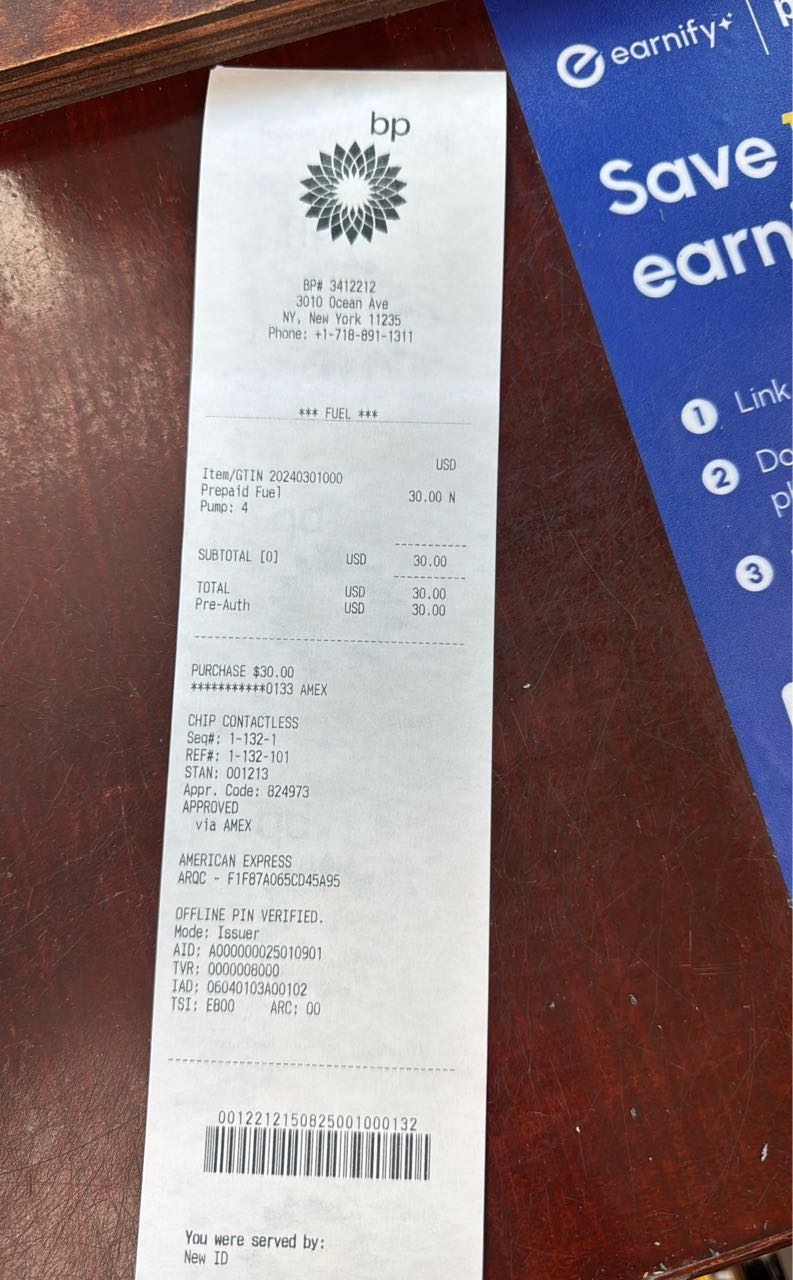 bp
BP# 3412212
3010 Ocean Ave
NY, New York 11235
Phone: +1-718-891-1311
*** FUEL ***
USD
Item/GTIN 20240301000
Prepaid Fuel 30.00 N
Pump: 4
SUBTOTAL [0] USD 30.00
TOTAL USD 30.00
Pre-Auth USD 30.00
PURCHASE $30.00
***********0133 AMEX
CHIP CONTACTLESS
Seq#: 1-132-1
REF#: 1-132-101
STAN: 001213
Appr. Code: 824973
APPROVED
via AMEX
AMERICAN EXPRESS
ARQC - F1F87A065CD45A95
OFFLINE PIN VERIFIED.
Mode: Issuer
AID: A000000025010901
TVR: 0000008000
IAD: 06040103A00102
TSI: E800 ARC: 00
0012212150825001000132
You were served by:
New ID
earnify+
Save
earn
1 Link
2
3